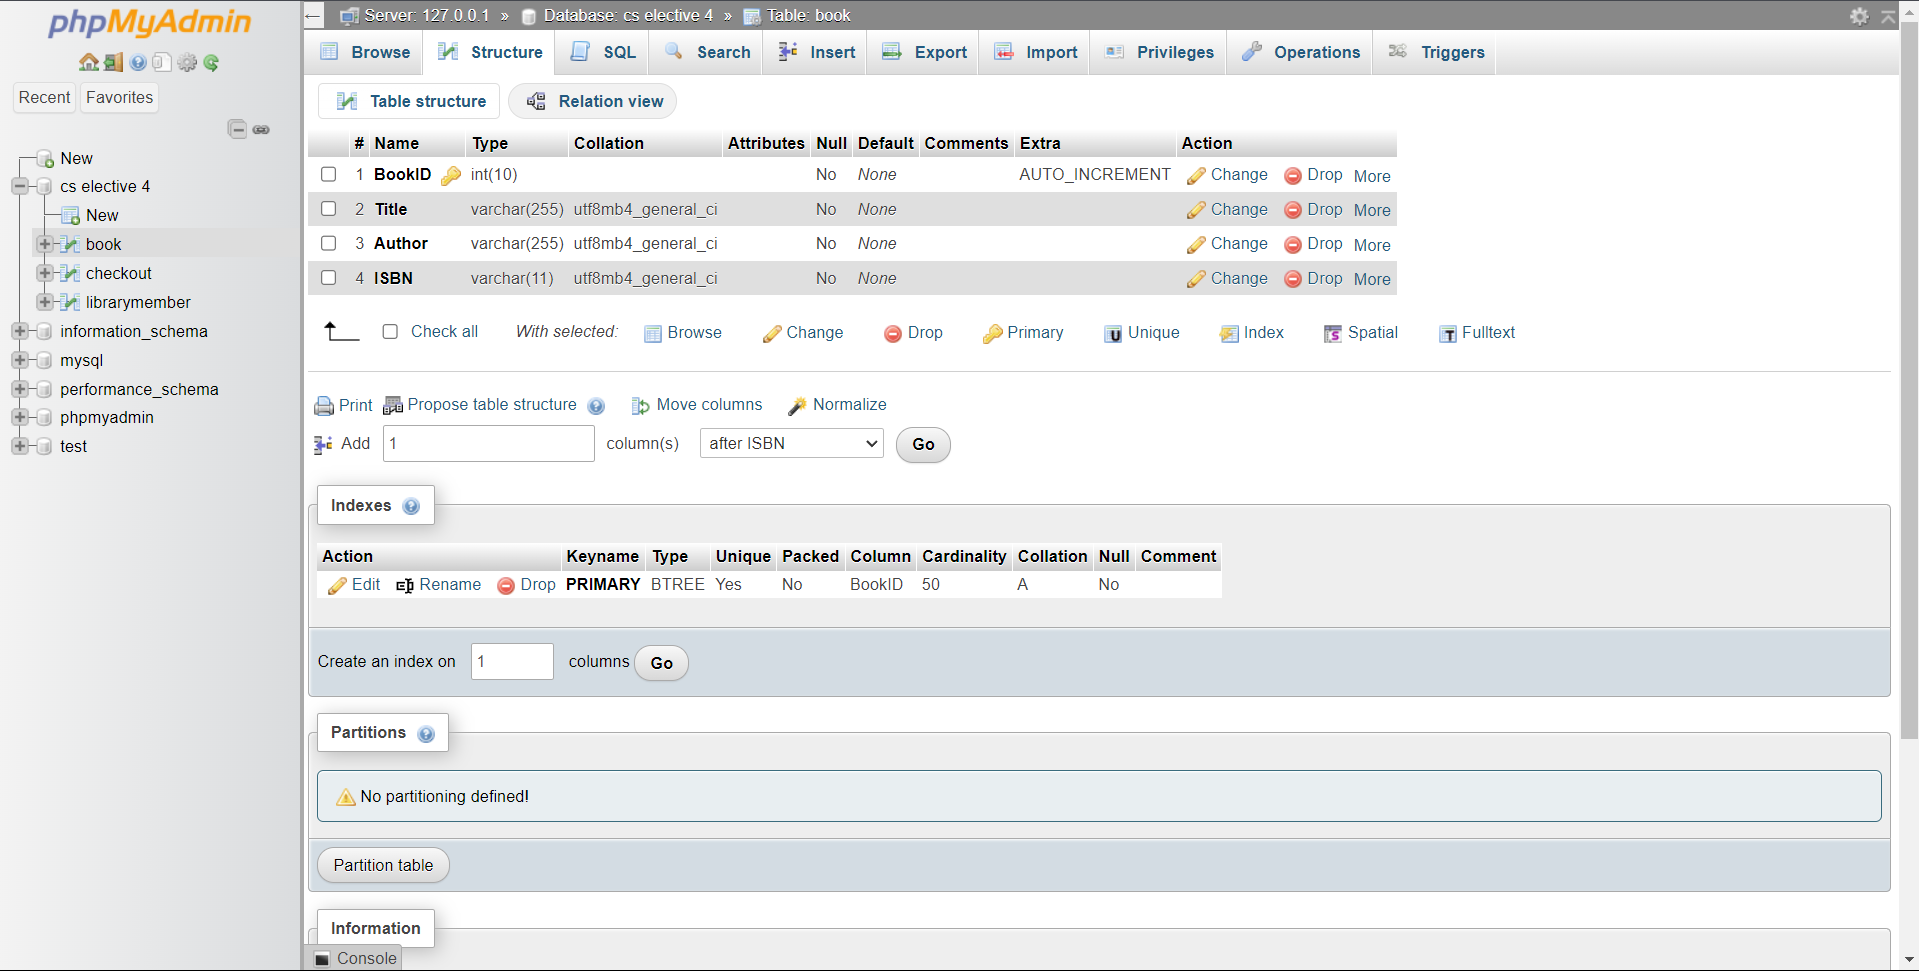 phpMyAdmin
Recent Favorites
New
cs elective 4
New
book
checkout
librarymember
information_schema
mysql
performance_schema
phpmyadmin
test
Server: 127.0.0.1 » Database: cs elective 4 » Table: book
Browse Structure SQL Search Insert Export Import Privileges Operations Triggers
Table structure Relation view
# Name Type Collation Attributes Null Default Comments Extra Action
1 BookID int(10) No None AUTO_INCREMENT Change Drop More
2 Title varchar(255) utf8mb4_general_ci No None Change Drop More
3 Author varchar(255) utf8mb4_general_ci No None Change Drop More
4 ISBN varchar(11) utf8mb4_general_ci No None Change Drop More
Check all With selected: Browse Change Drop Primary Unique Index Spatial Fulltext
Print Propose table structure Move columns Normalize
Add 1 column(s) after ISBN Go
Indexes
Action Keyname Type Unique Packed Column Cardinality Collation Null Comment
Edit Rename Drop PRIMARY BTREE Yes No BookID 50 A No
Create an index on 1 columns Go
Partitions
No partitioning defined!
Partition table
Information
Console